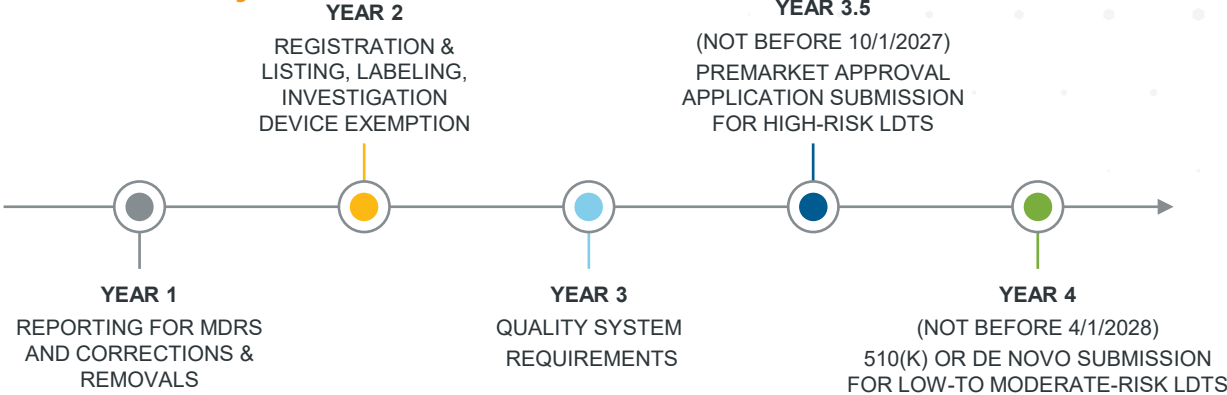 YEAR 2
REGISTRATION &
LISTING, LABELING,
INVESTIGATION
DEVICE EXEMPTION
YEAR 3.5
(NOT BEFORE 10/1/2027)
PREMARKET APPROVAL
APPLICATION SUBMISSION
FOR HIGH-RISK LDTS
YEAR 1
REPORTING FOR MDRS
AND CORRECTIONS &
REMOVALS
YEAR 3
QUALITY SYSTEM
REQUIREMENTS
YEAR 4
(NOT BEFORE 4/1/2028)
510(K) OR DE NOVO SUBMISSION
FOR LOW-TO MODERATE-RISK LDTS